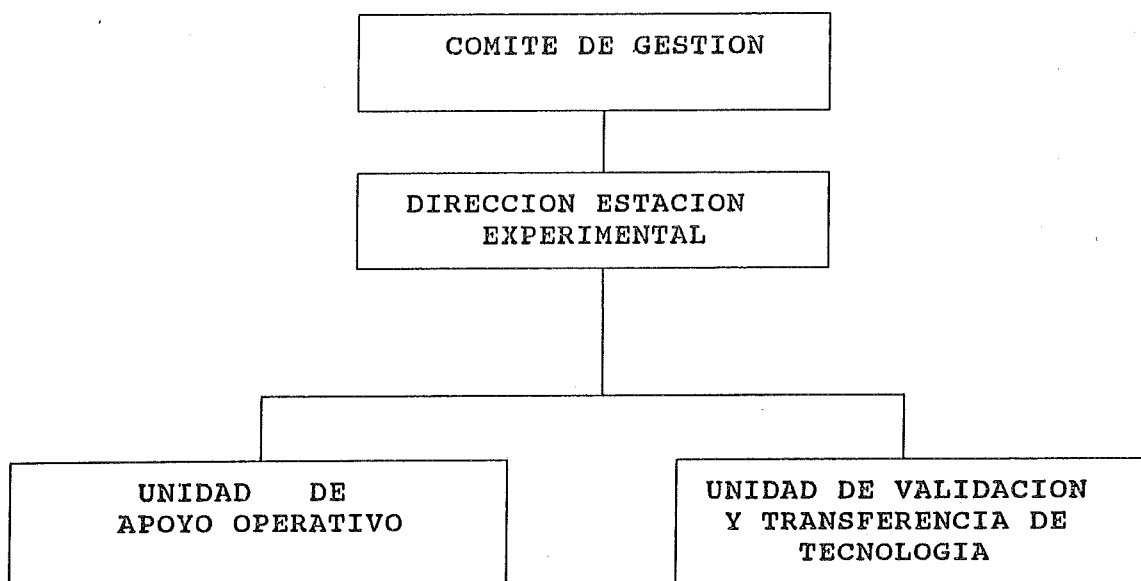 COMITE DE GESTION
DIRECCION ESTACION
EXPERIMENTAL
UNIDAD DE
APOYO OPERATIVO
UNIDAD DE VALIDACION
Y TRANSFERENCIA DE
TECNOLOGIA